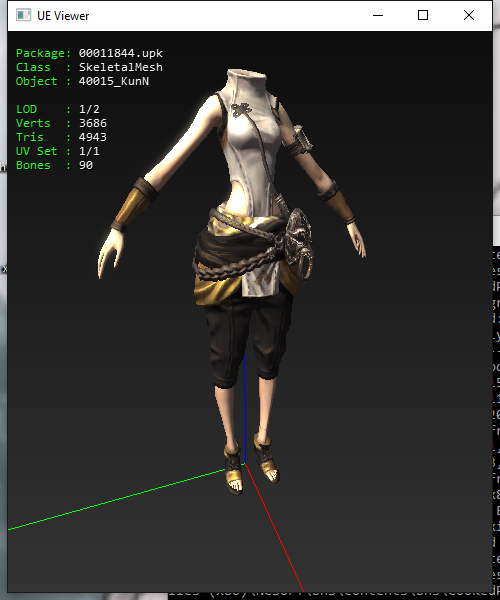 UE Viewer
Package: 00011844.upk
Class : SkeletalMesh
Object : 40015_KunN
LOD : 1/2
Verts : 3686
Tris : 4943
UV Set : 1/1
Bones : 90